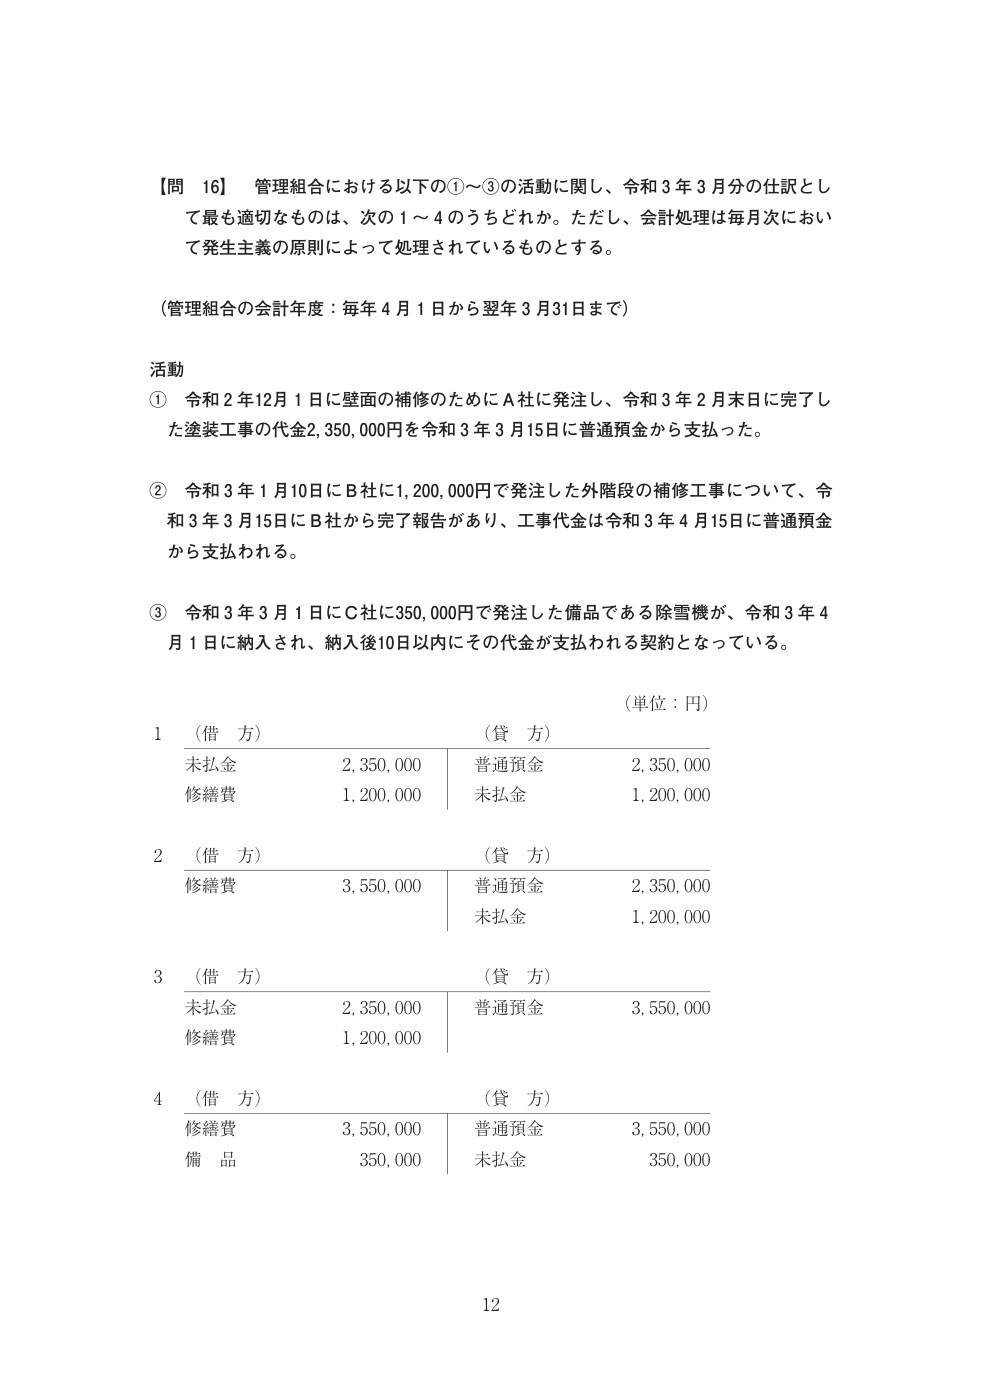 【問　16】　管理組合における以下の①～③の活動に関し、令和３年３月分の仕訳とし
て最も適切なものは、次の１～４のうちどれか。ただし、会計処理は毎月次におい
て発生主義の原則によって処理されているものとする。
（管理組合の会計年度：毎年４月１日から翌年３月31日まで）
活動
①　令和２年12月１日に壁面の補修のためにＡ社に発注し、令和３年２月末日に完了し
た塗装工事の代金2,350,000円を令和３年３月15日に普通預金から支払った。
②　令和３年１月10日にＢ社に1,200,000円で発注した外階段の補修工事について、令
和３年３月15日にＢ社から完了報告があり、工事代金は令和３年４月15日に普通預金
から支払われる。
③　令和３年３月１日にＣ社に350,000円で発注した備品である除雪機が、令和３年４
月１日に納入され、納入後10日以内にその代金が支払われる契約となっている。
（単位：円）
1　（借　方）　（貸　方）
未払金　2,350,000　普通預金　2,350,000
修繕費　1,200,000　未払金　1,200,000
2　（借　方）　（貸　方）
修繕費　3,550,000　普通預金　2,350,000
未払金　1,200,000
3　（借　方）　（貸　方）
未払金　2,350,000　普通預金　3,550,000
修繕費　1,200,000
4　（借　方）　（貸　方）
修繕費　3,550,000　普通預金　3,550,000
備　品　350,000　未払金　350,000
12